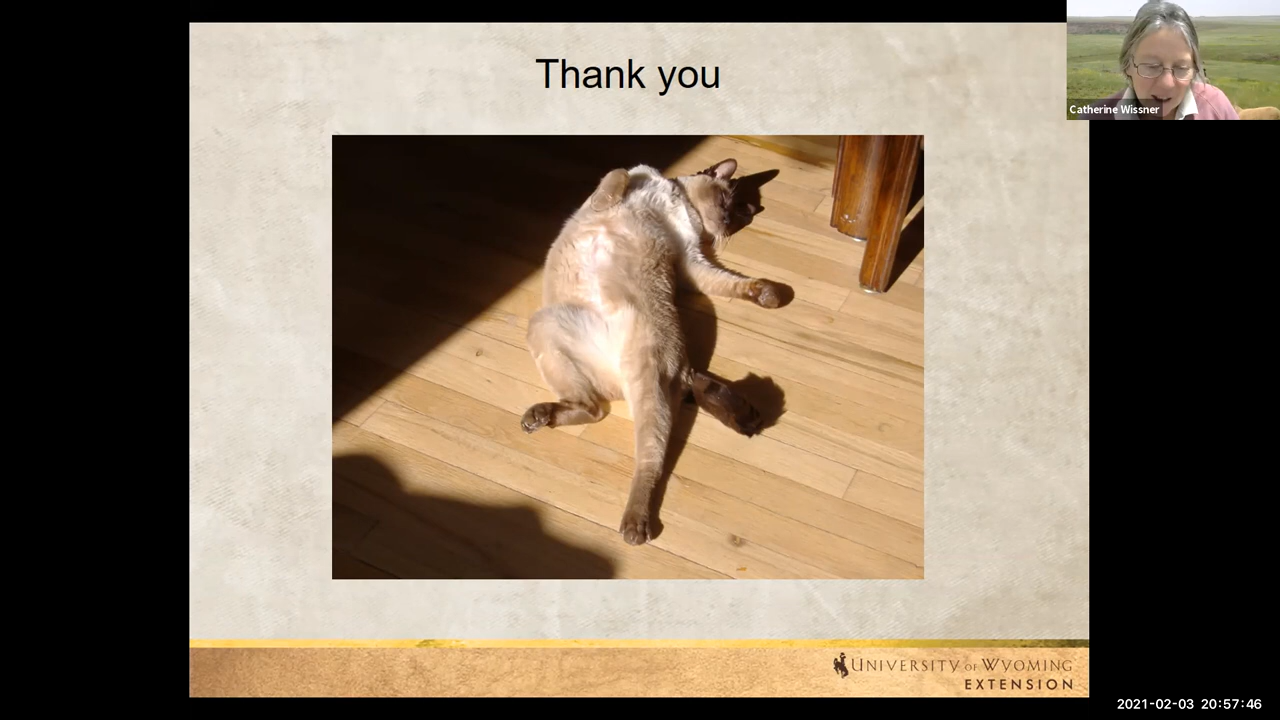 Thank you
Catherine Wissner
UNIVERSITY OF WYOMING
EXTENSION
2021-02-03 20:57:46